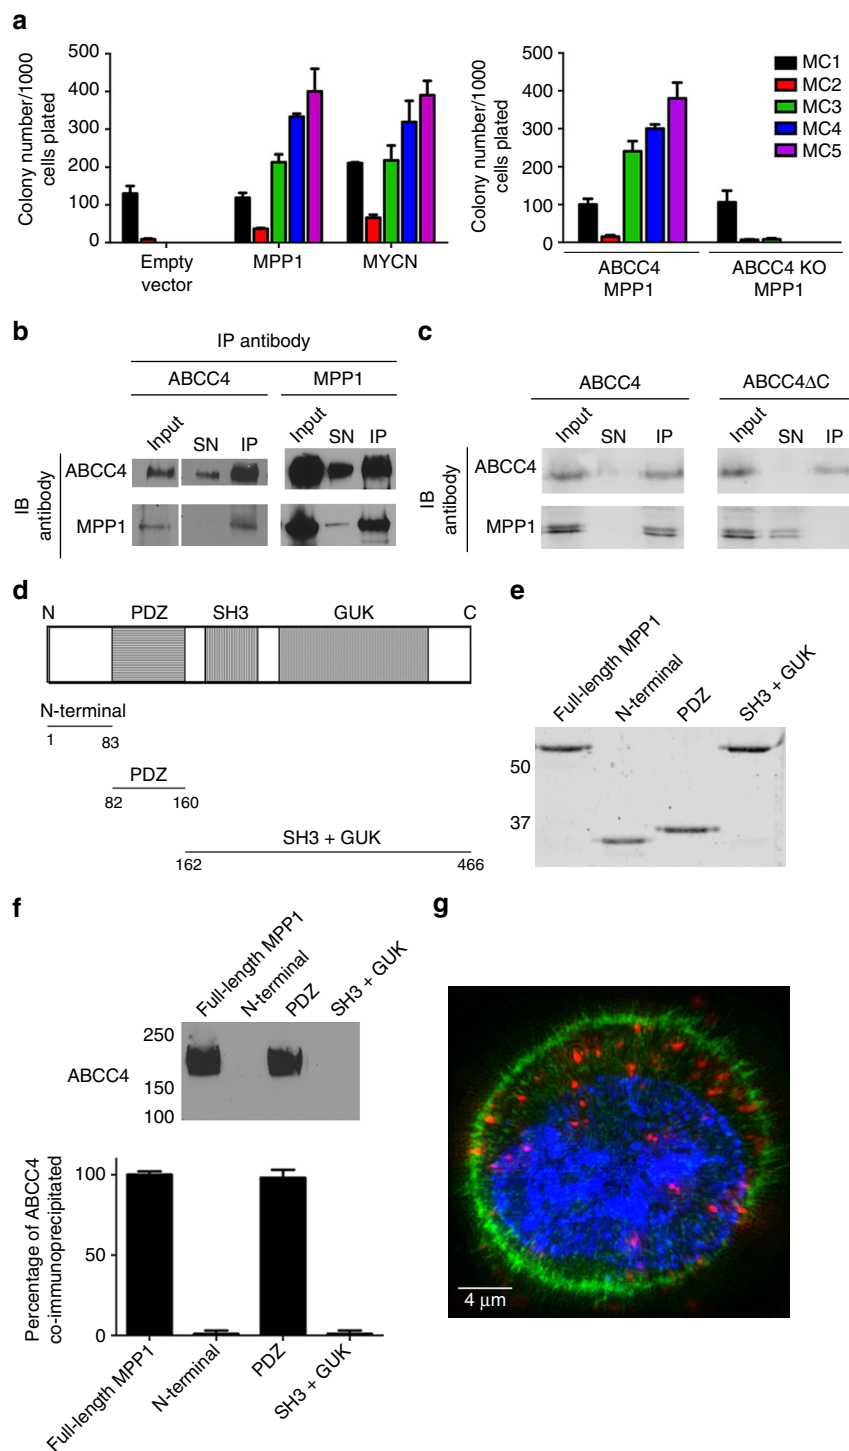 a
Colony number/1000
cells plated
500
400
300
200
100
0
Empty
vector
MPP1
MYCN
Colony number/1000
cells plated
500
400
300
200
100
0
ABCC4
MPP1
ABCC4 KO
MPP1
MC1
MC2
MC3
MC4
MC5
b
IP antibody
ABCC4
MPP1
Input
SN
IP
Input
SN
IP
IB
antibody
ABCC4
MPP1
c
ABCC4
ABCC4ΔC
Input
SN
IP
Input
SN
IP
IB
antibody
ABCC4
MPP1
d
N
PDZ
SH3
GUK
C
N-terminal
1
83
PDZ
82
160
SH3 + GUK
162
466
e
Full-length MPP1
N-terminal
PDZ
SH3 + GUK
50
37
f
Full-length MPP1
N-terminal
PDZ
SH3 + GUK
ABCC4
250
150
100
Percentage of ABCC4
co-immunoprecipitated
100
50
0
Full-length MPP1
N-terminal
PDZ
SH3 + GUK
g
4 μm